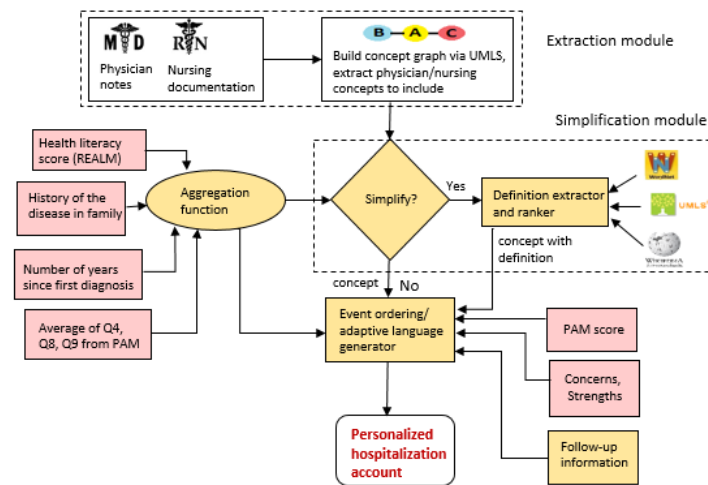 M D
R N
Physician
notes
Nursing
documentation
B A C
Build concept graph via UMLS,
extract physician/nursing
concepts to include
Extraction module
Simplification module
Health literacy
score (REALM)
History of the
disease in family
Number of years
since first diagnosis
Average of Q4,
Q8, Q9 from PAM
Aggregation
function
Simplify?
Yes
Definition extractor
and ranker
W
WordNet
UMLS
WIKIPEDIA
concept with
definition
concept
No
Event ordering/
adaptive language
generator
PAM score
Concerns,
Strengths
Follow-up
information
Personalized
hospitalization
account